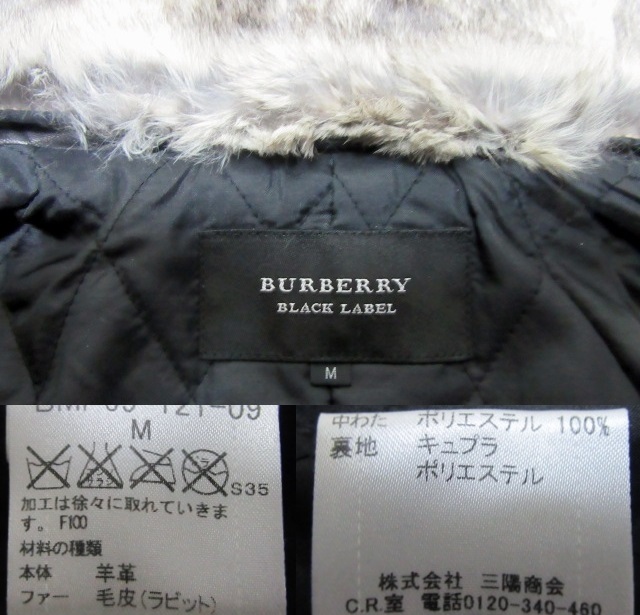 BURBERRY
BLACK LABEL
M
121-09
M
S35
加工は徐々に取れていきま
す。F100
材料の種類
本体 羊革
ファー 毛皮(ラビット)
中わた ポリエステル 100%
裏地 キュプラ
ポリエステル
株式会社 三陽商会
C.R.室 電話0120-340-460